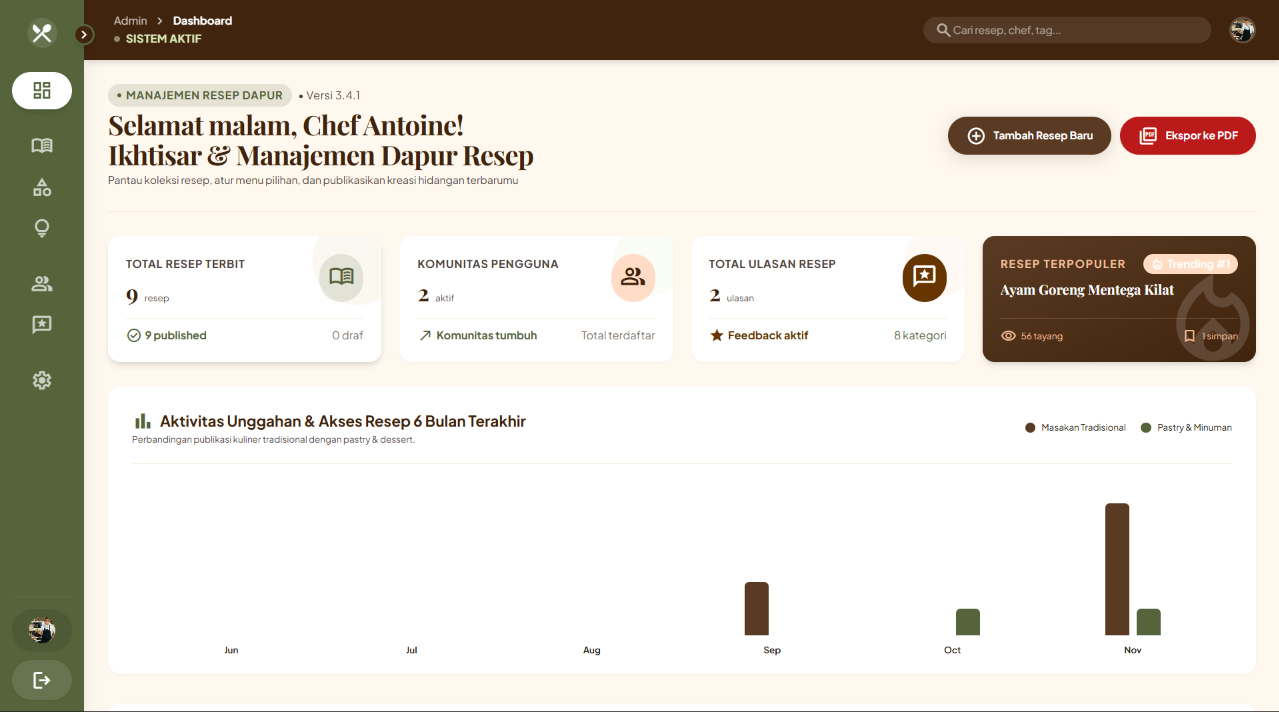 Admin > Dashboard
• SISTEM AKTIF
Cari resep, chef, tag...
• MANAJEMEN RESEP DAPUR • Versi 3.4.1
Selamat malam, Chef Antoine!
Ikhtisar & Manajemen Dapur Resep
Pantau koleksi resep, atur menu pilihan, dan publikasikan kreasi hidangan terbarumu
Tambah Resep Baru
PDF Ekspor ke PDF
TOTAL RESEP TERBIT
9 resep
9 published 0 draf
KOMUNITAS PENGGUNA
2 aktif
Komunitas tumbuh Total terdaftar
TOTAL ULASAN RESEP
2 ulasan
Feedback aktif 8 kategori
RESEP TERPOPULER Trending #1
Ayam Goreng Mentega Kilat
56 tayang 1 simpan
Aktivitas Unggahan & Akses Resep 6 Bulan Terakhir
Perbandingan publikasi kuliner tradisional dengan pastry & dessert.
Masakan Tradisional Pastry & Minuman
Jun Jul Aug Sep Oct Nov